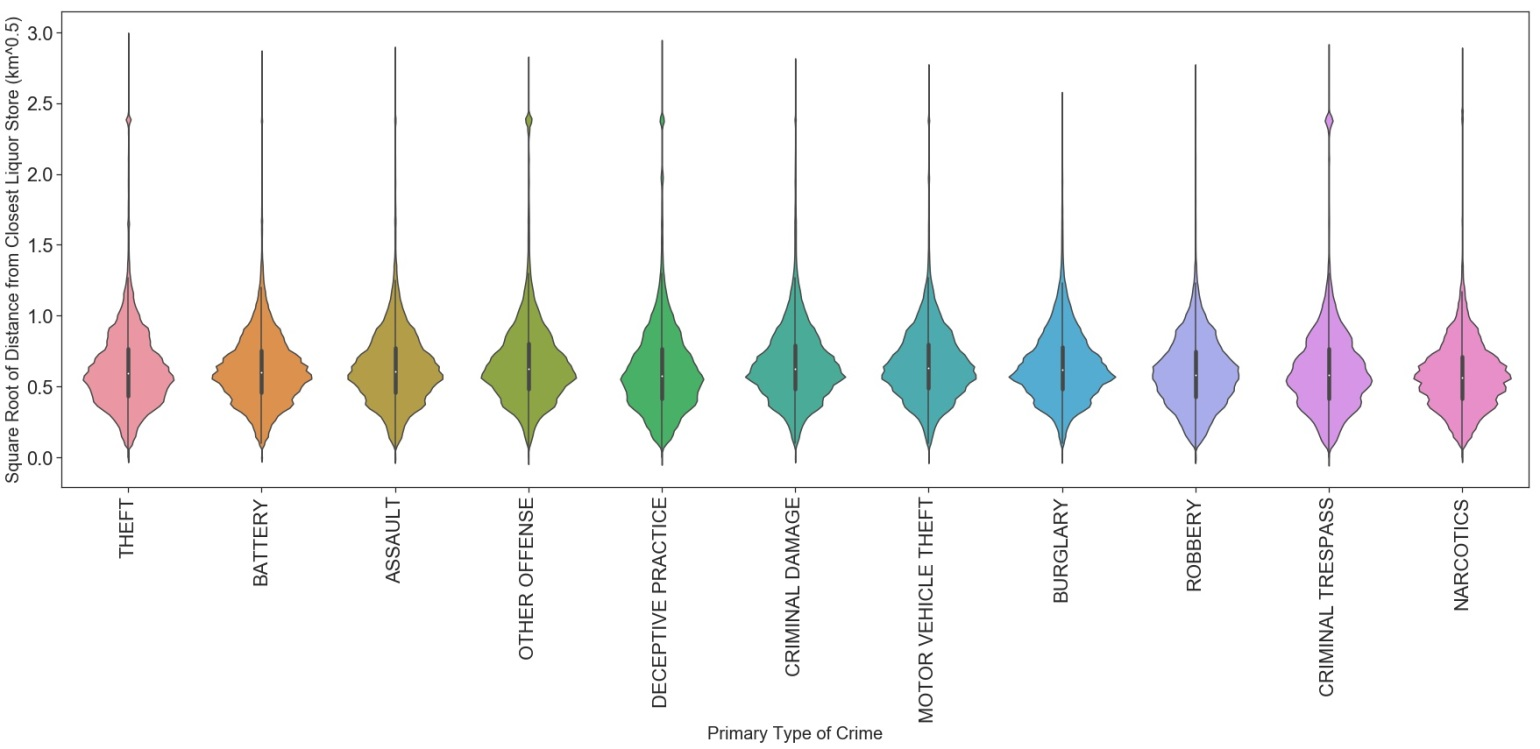 Square Root of Distance from Closest Liquor Store (km^0.5)
3.0
2.5
2.0
1.5
1.0
0.5
0.0
THEFT
BATTERY
ASSAULT
OTHER OFFENSE
DECEPTIVE PRACTICE
CRIMINAL DAMAGE
MOTOR VEHICLE THEFT
BURGLARY
ROBBERY
CRIMINAL TRESPASS
NARCOTICS
Primary Type of Crime